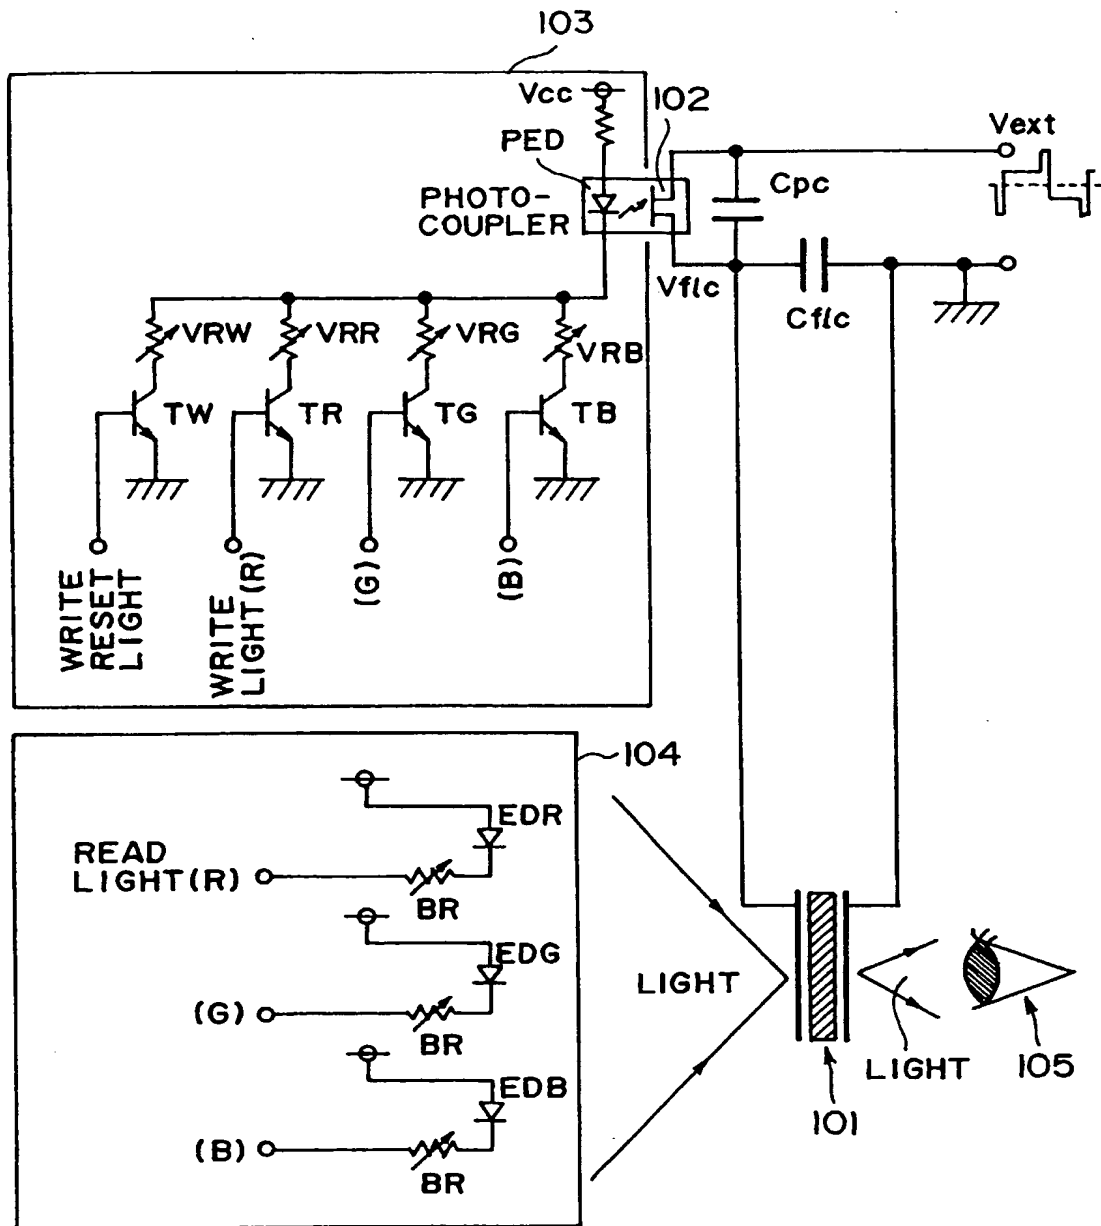 103
Vcc
102
Vext
PED
Cpc
PHOTO-
COUPLER
Vflc
Cflc
VRW
VRR
VRG
VRB
TW
TR
TG
TB
WRITE
RESET
LIGHT
WRITE
LIGHT(R)
(G)
(B)
104
EDR
READ
LIGHT(R)
BR
EDG
(G)
BR
EDB
(B)
BR
LIGHT
LIGHT
101
105